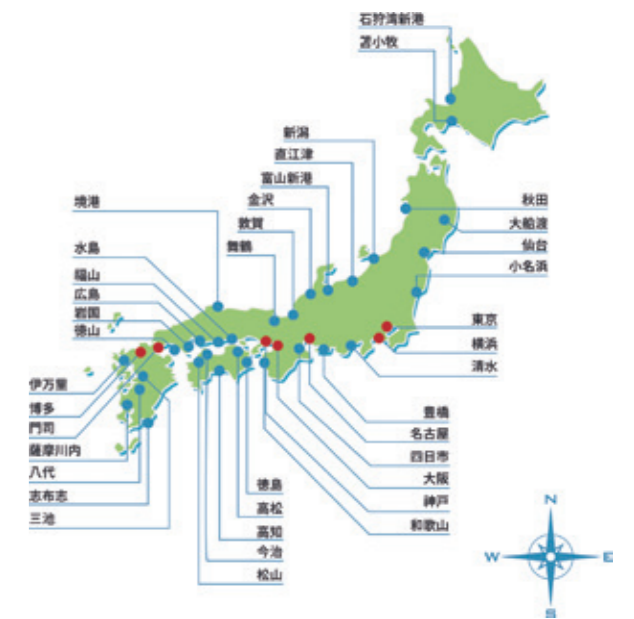 石狩湾新港
苫小牧
新潟
直江津
富山新港
金沢
敦賀
舞鶴
境港
水島
福山
広島
岩国
徳山
秋田
大船渡
仙台
小名浜
東京
横浜
清水
伊万里
博多
門司
薩摩川内
八代
志布志
三池
徳島
高松
高知
今治
松山
豊橋
名古屋
四日市
大阪
神戸
和歌山
N
W
E
S